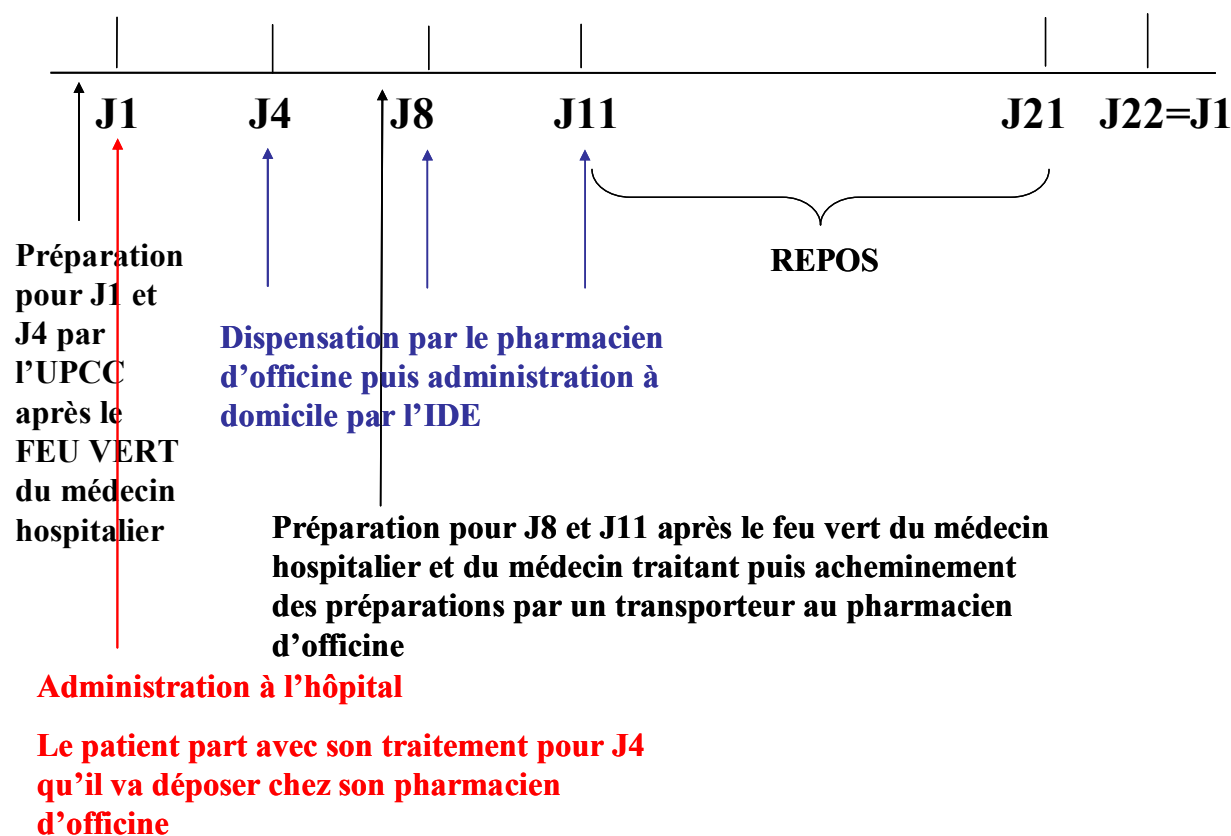 J1 J4 J8 J11 J21 J22=J1
Préparation
pour J1 et
J4 par
l’UPCC
après le
FEU VERT
du médecin
hospitalier
REPOS
Dispensation par le pharmacien
d’officine puis administration à
domicile par l’IDE
Préparation pour J8 et J11 après le feu vert du médecin
hospitalier et du médecin traitant puis acheminement
des préparations par un transporteur au pharmacien
d’officine
Administration à l’hôpital
Le patient part avec son traitement pour J4
qu’il va déposer chez son pharmacien
d’officine